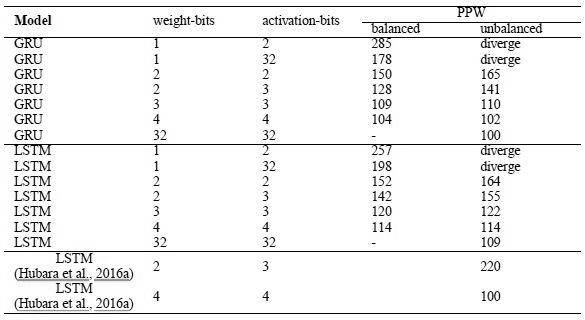 Model weight-bits activation-bits PPW
balanced unbalanced
GRU 1 2 285 diverge
GRU 1 32 178 diverge
GRU 2 2 150 165
GRU 2 3 128 141
GRU 3 3 109 110
GRU 4 4 104 102
GRU 32 32 - 100
LSTM 1 2 257 diverge
LSTM 1 32 198 diverge
LSTM 2 2 152 164
LSTM 2 3 142 155
LSTM 3 3 120 122
LSTM 4 4 114 114
LSTM 32 32 - 109
LSTM
(Hubara et al., 2016a) 2 3 220
LSTM
(Hubara et al., 2016a) 4 4 100